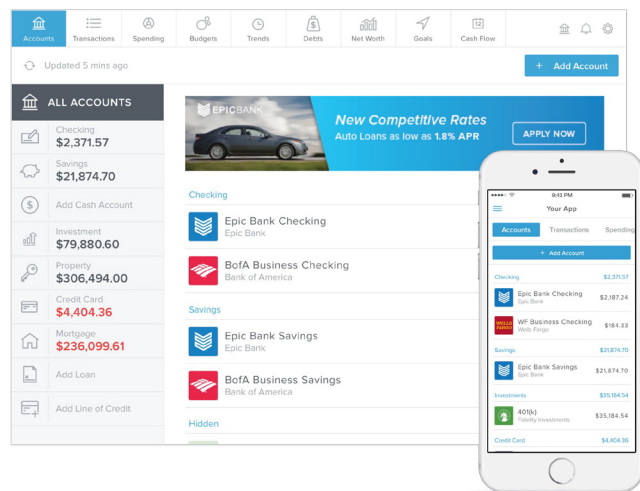 Accounts
Transactions
Spending
Budgets
Trends
Debts
Net Worth
Goals
Cash Flow
12
Updated 5 mins ago
+ Add Account
ALL ACCOUNTS
Checking
$2,371.57
Savings
$21,874.70
Add Cash Account
Investment
$79,880.60
Property
$306,494.00
Credit Card
$4,404.36
Mortgage
$236,099.61
Add Loan
Add Line of Credit
EPICBANK
New Competitive Rates
Auto Loans as low as 1.8% APR
APPLY NOW
Checking
Epic Bank Checking
Epic Bank
BofA Business Checking
Bank of America
Savings
Epic Bank Savings
Epic Bank
BofA Business Savings
Bank of America
Hidden
9:41 PM
Your App
Accounts
Transactions
Spending
+ Add Account
Checking $2,371.57
Epic Bank Checking
Epic Bank
$2,187.24
WELLS FARGO
WF Business Checking
Wells Fargo
$184.33
Savings $21,874.70
Epic Bank Savings
Epic Bank
$21,874.70
Investments $35,184.54
401(k)
Fidelity Investments
$35,184.54
Credit Card $4,404.36